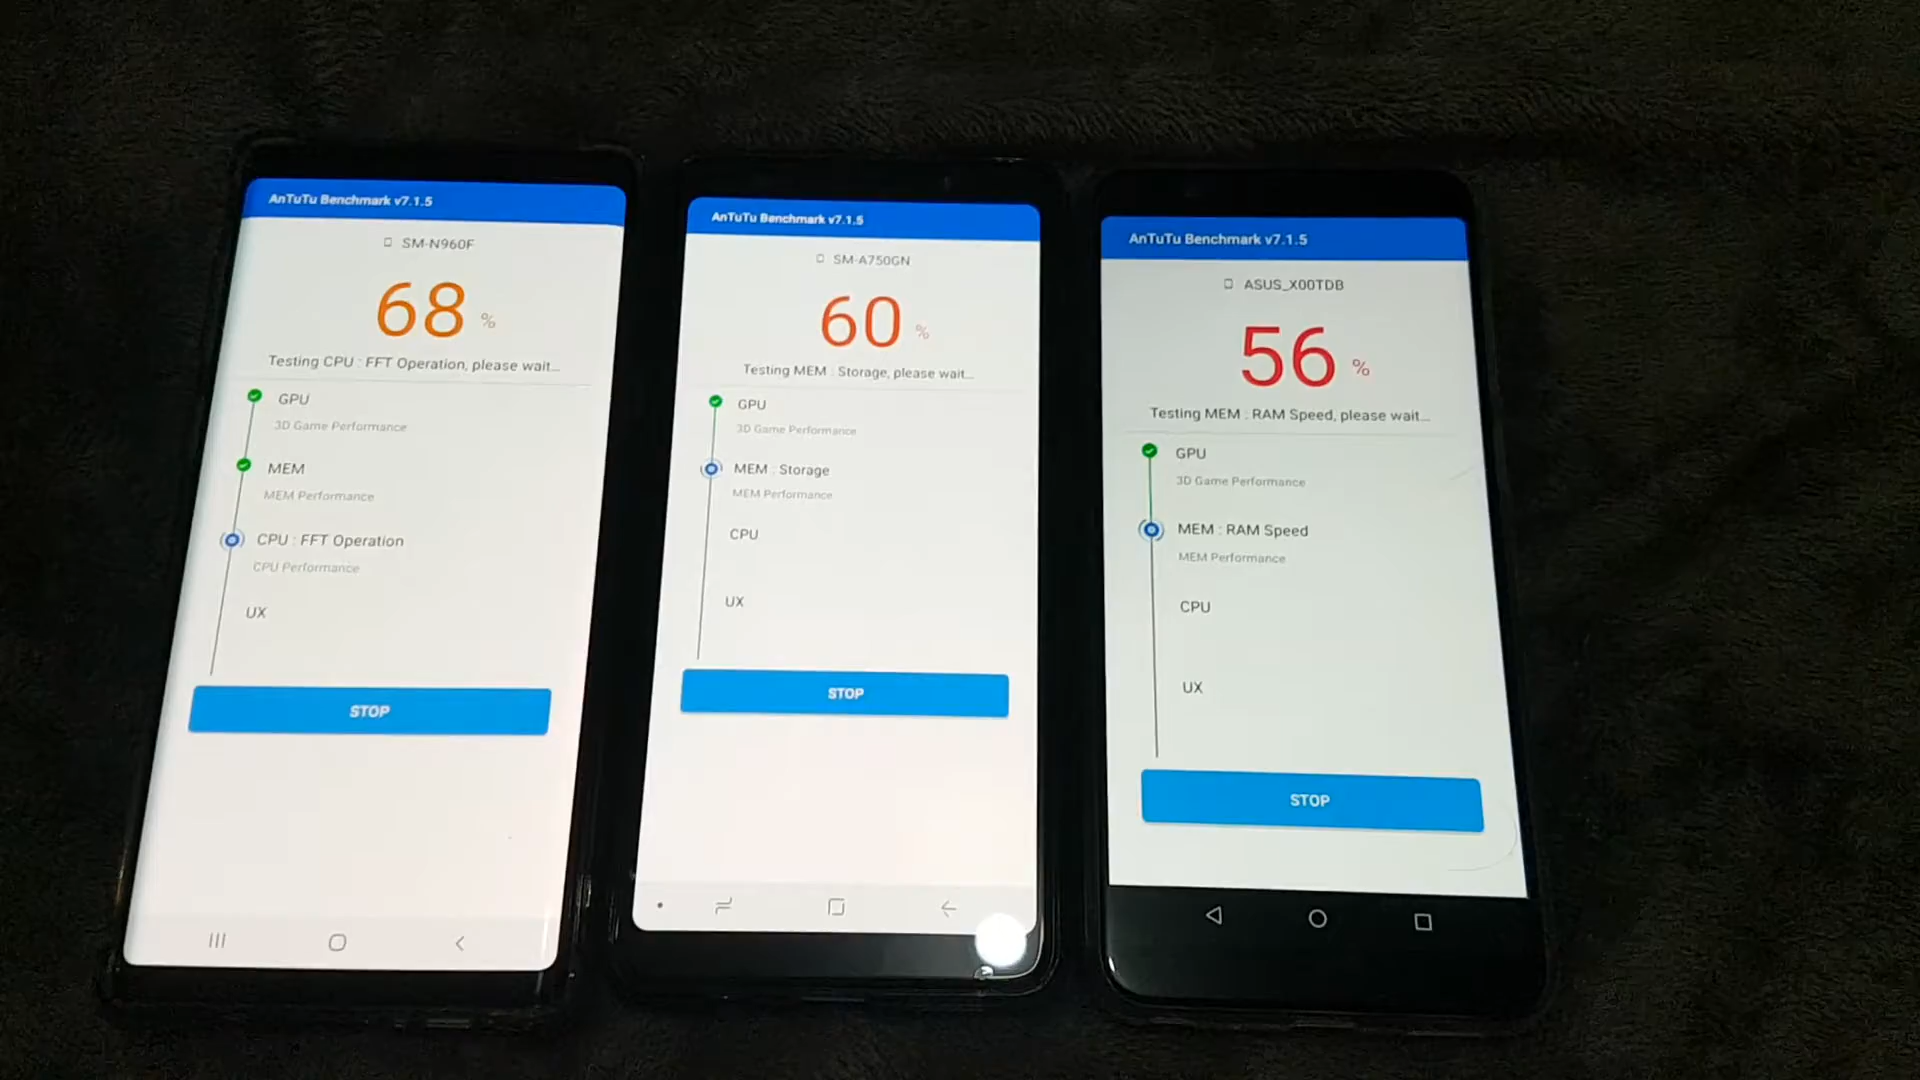 AnTuTu Benchmark v7.1.5
SM-N960F
68 %
Testing CPU : FFT Operation, please wait...
GPU
3D Game Performance
MEM
MEM Performance
CPU : FFT Operation
CPU Performance
UX
STOP
AnTuTu Benchmark v7.1.5
SM-A750GN
60 %
Testing MEM : Storage, please wait...
GPU
3D Game Performance
MEM : Storage
MEM Performance
CPU
UX
STOP
AnTuTu Benchmark v7.1.5
ASUS_X00TDB
56 %
Testing MEM : RAM Speed, please wait...
GPU
3D Game Performance
MEM : RAM Speed
MEM Performance
CPU
UX
STOP